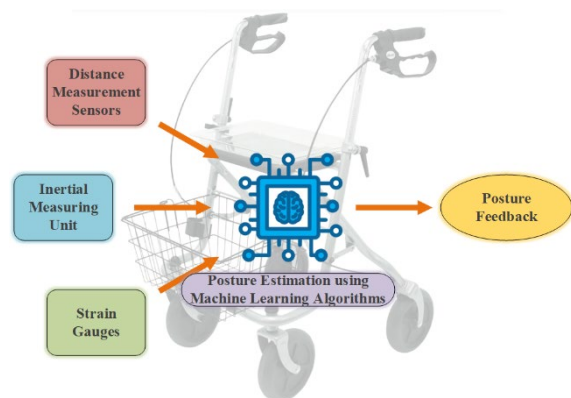 Distance
Measurement
Sensors
Inertial
Measuring
Unit
Strain
Gauges
Posture Estimation using
Machine Learning Algorithms
Posture
Feedback